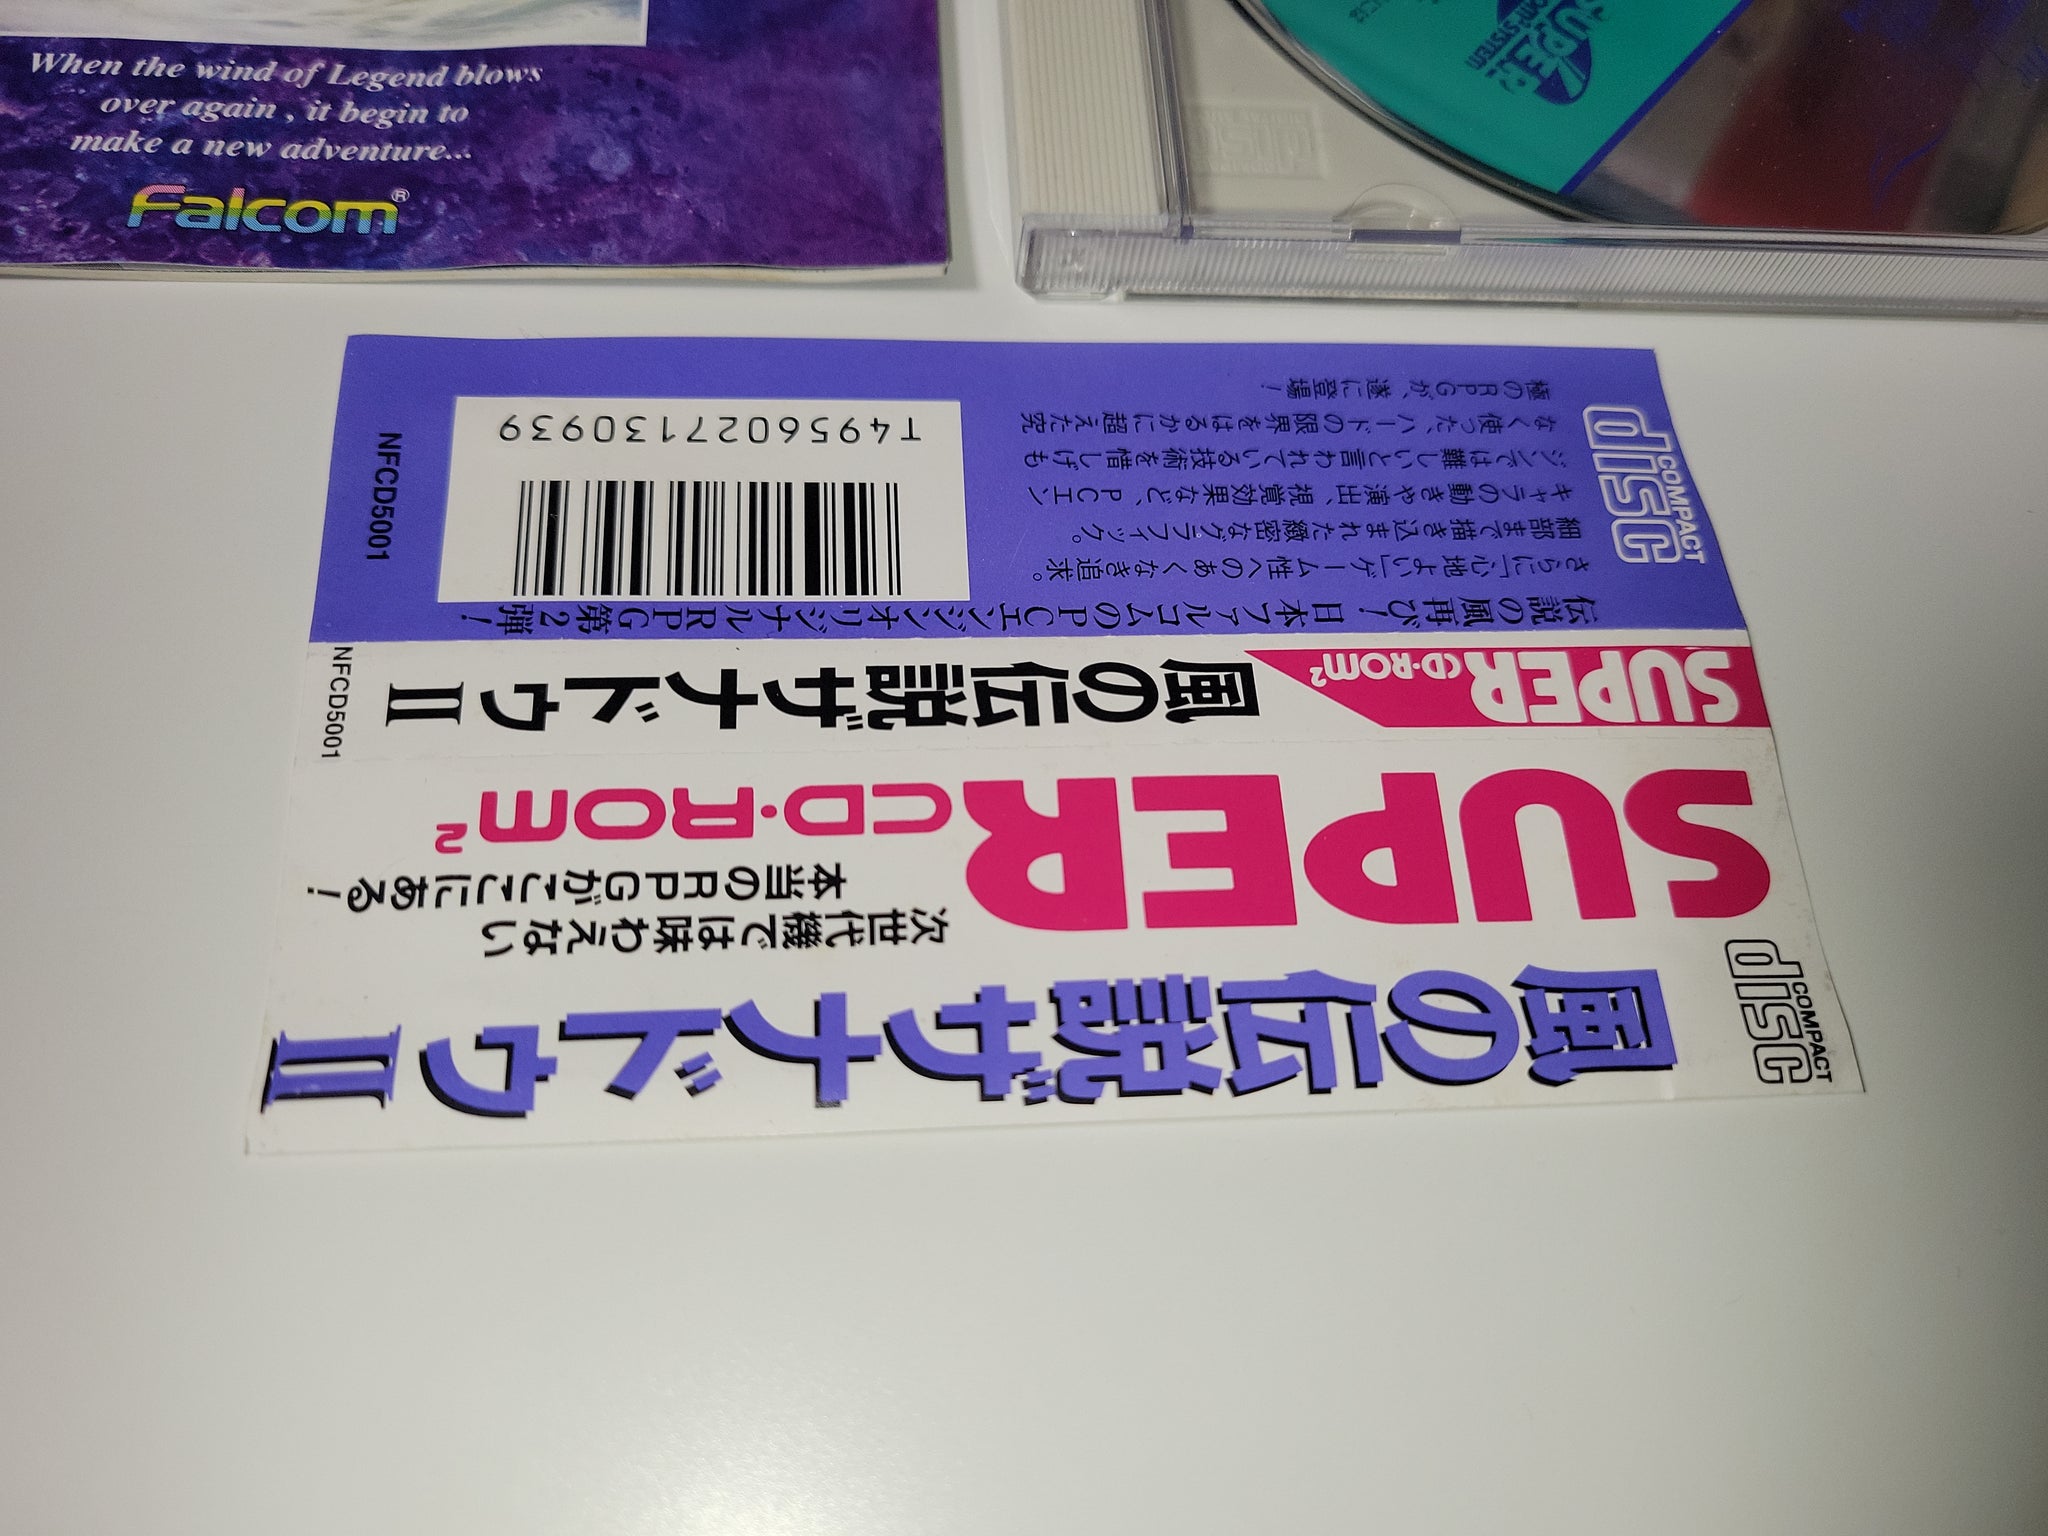 When the wind of Legend blows
over again , it begin to
make a new adventure...
Falcom®
SUPER
CD-ROM² SYSTEM
COMPACT
disc
風の伝説ザナドゥ II
次世代機では味わえない
本当のRPGがここにある!
SUPER CD・ROM²
SUPER CD・ROM²
風の伝説ザナドゥ II
NFCD5001
伝説の風再び! 日本ファルコムのPCエンジンオリジナルRPG第2弾!
さらに「心地よい」ゲーム性へのあくなき追求。
細部まで描き込まれた緻密なグラフィック。
キャラの動きや演出、視覚効果など、PCエン
ジンでは難しいと言われている技術を惜しげも
なく使った、ハードの限界をはるかに超えた究
極のRPGが、遂に登場!
COMPACT
disc
T4956027130939
NFCD5001